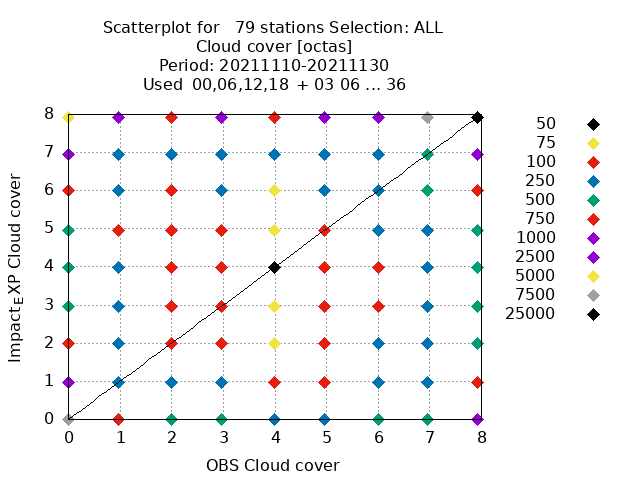 Scatterplot for   79 stations Selection: ALL
Cloud cover [octas]
Period: 20211110-20211130
Used  00,06,12,18  + 03 06 ... 36
8
7
6
5
4
3
2
1
0
Impact_EXP Cloud cover
0 1 2 3 4 5 6 7 8
OBS Cloud cover
50
75
100
250
500
750
1000
2500
5000
7500
25000